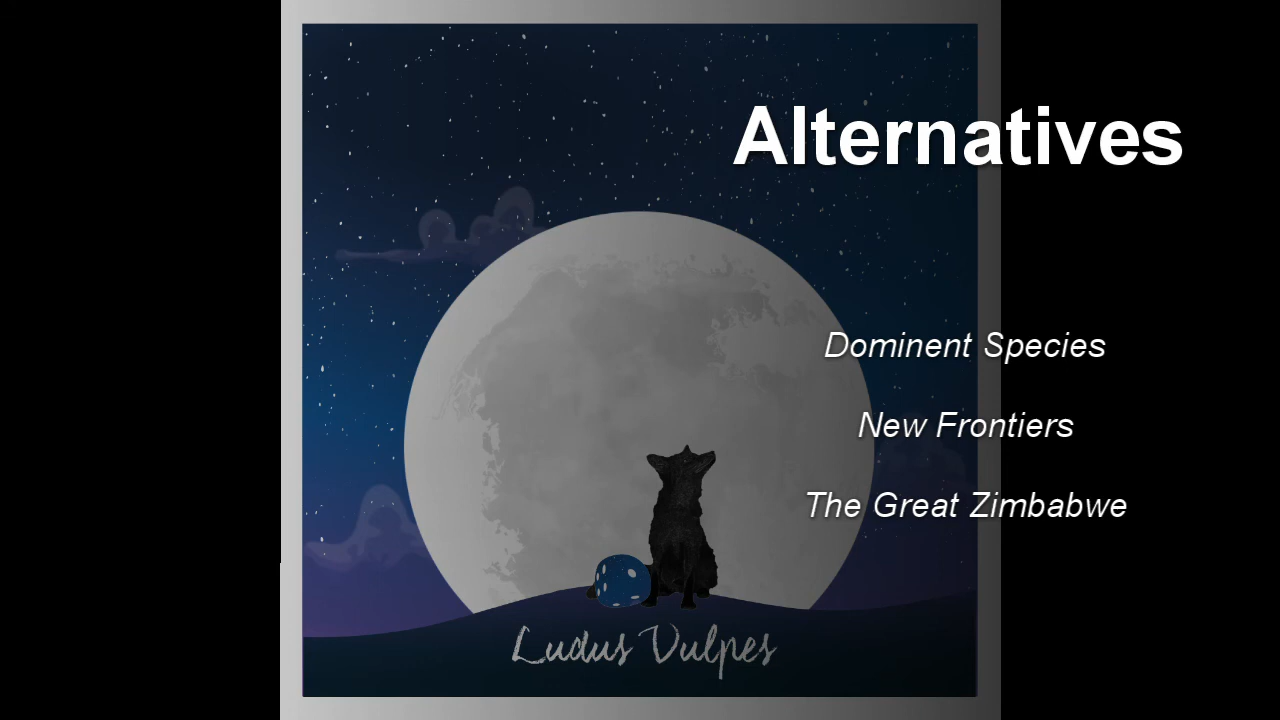 Alternatives
Dominent Species
New Frontiers
The Great Zimbabwe
Ludus Vulpes